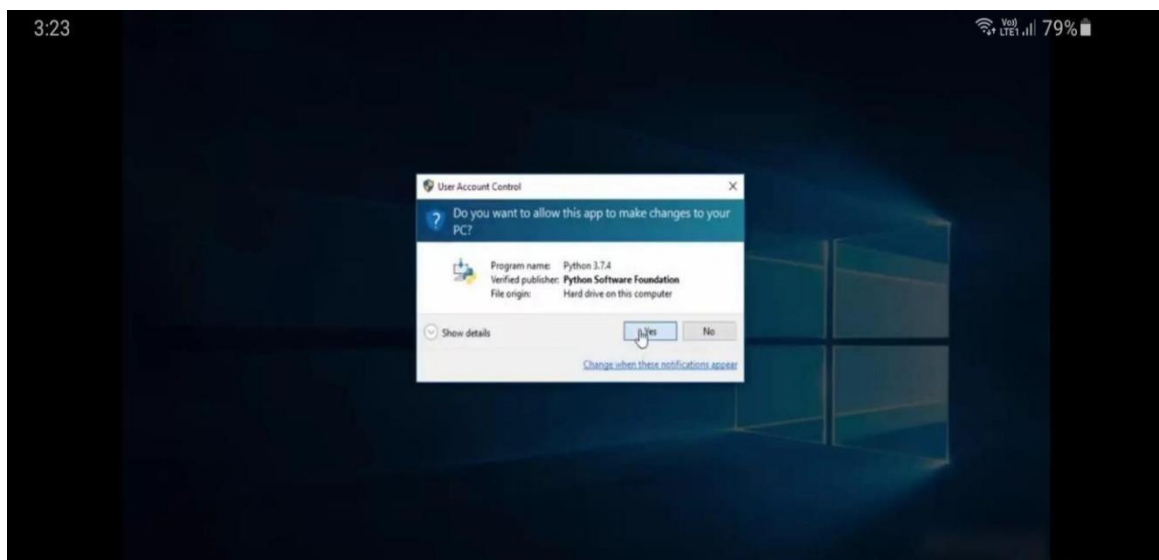 3:23
Vo) LTE1 79%
User Account Control
Do you want to allow this app to make changes to your
PC?
Program name: Python 3.7.4
Verified publisher: Python Software Foundation
File origin: Hard drive on this computer
Show details Yes No
Change when these notifications appear